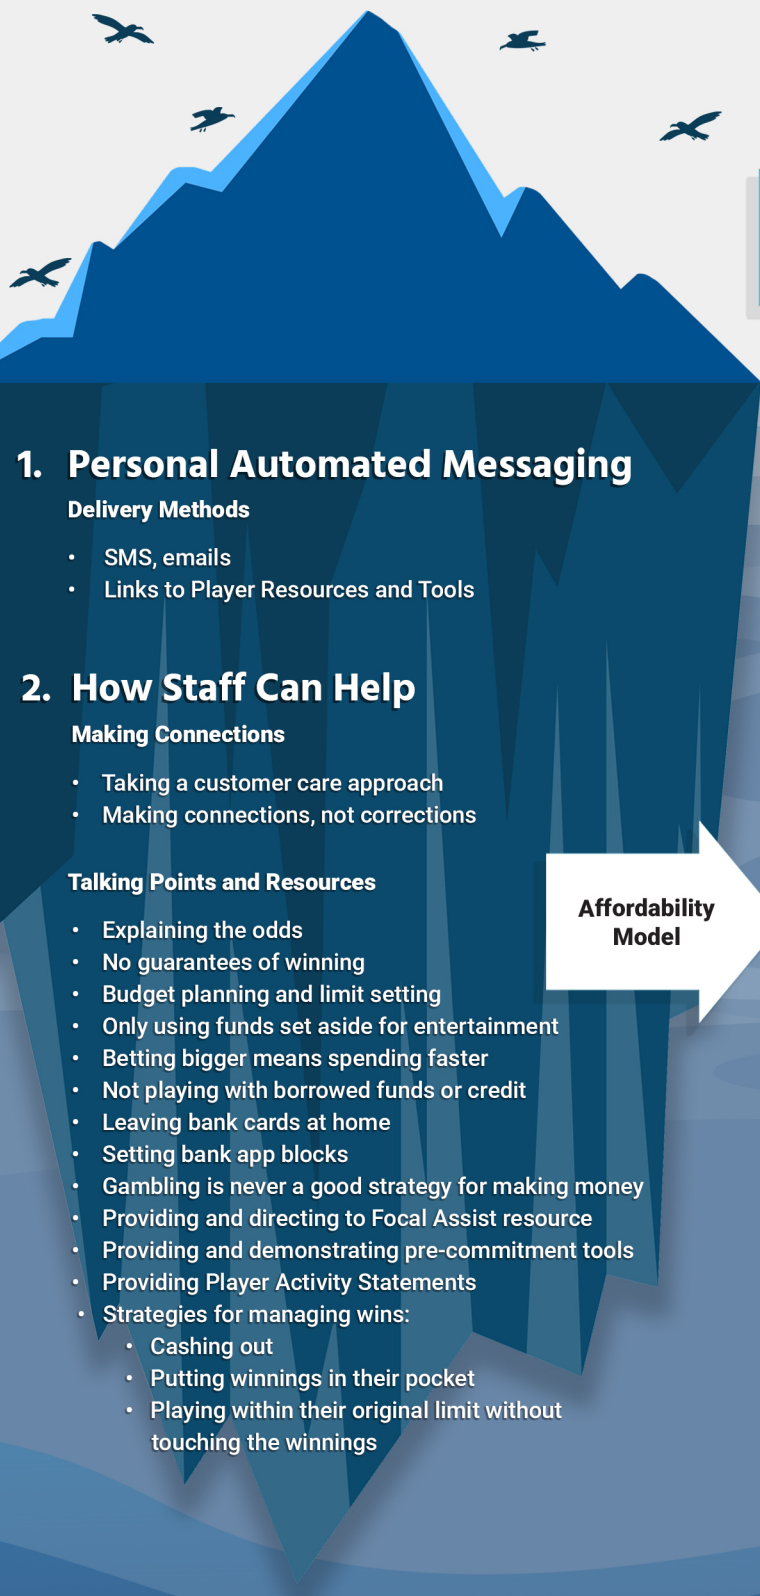 1. Personal Automated Messaging
Delivery Methods
• SMS, emails
• Links to Player Resources and Tools
2. How Staff Can Help
Making Connections
• Taking a customer care approach
• Making connections, not corrections
Talking Points and Resources
• Explaining the odds
• No guarantees of winning
• Budget planning and limit setting
• Only using funds set aside for entertainment
• Betting bigger means spending faster
• Not playing with borrowed funds or credit
• Leaving bank cards at home
• Setting bank app blocks
• Gambling is never a good strategy for making money
• Providing and directing to Focal Assist resource
• Providing and demonstrating pre-commitment tools
• Providing Player Activity Statements
• Strategies for managing wins:
• Cashing out
• Putting winnings in their pocket
• Playing within their original limit without
touching the winnings
Affordability
Model